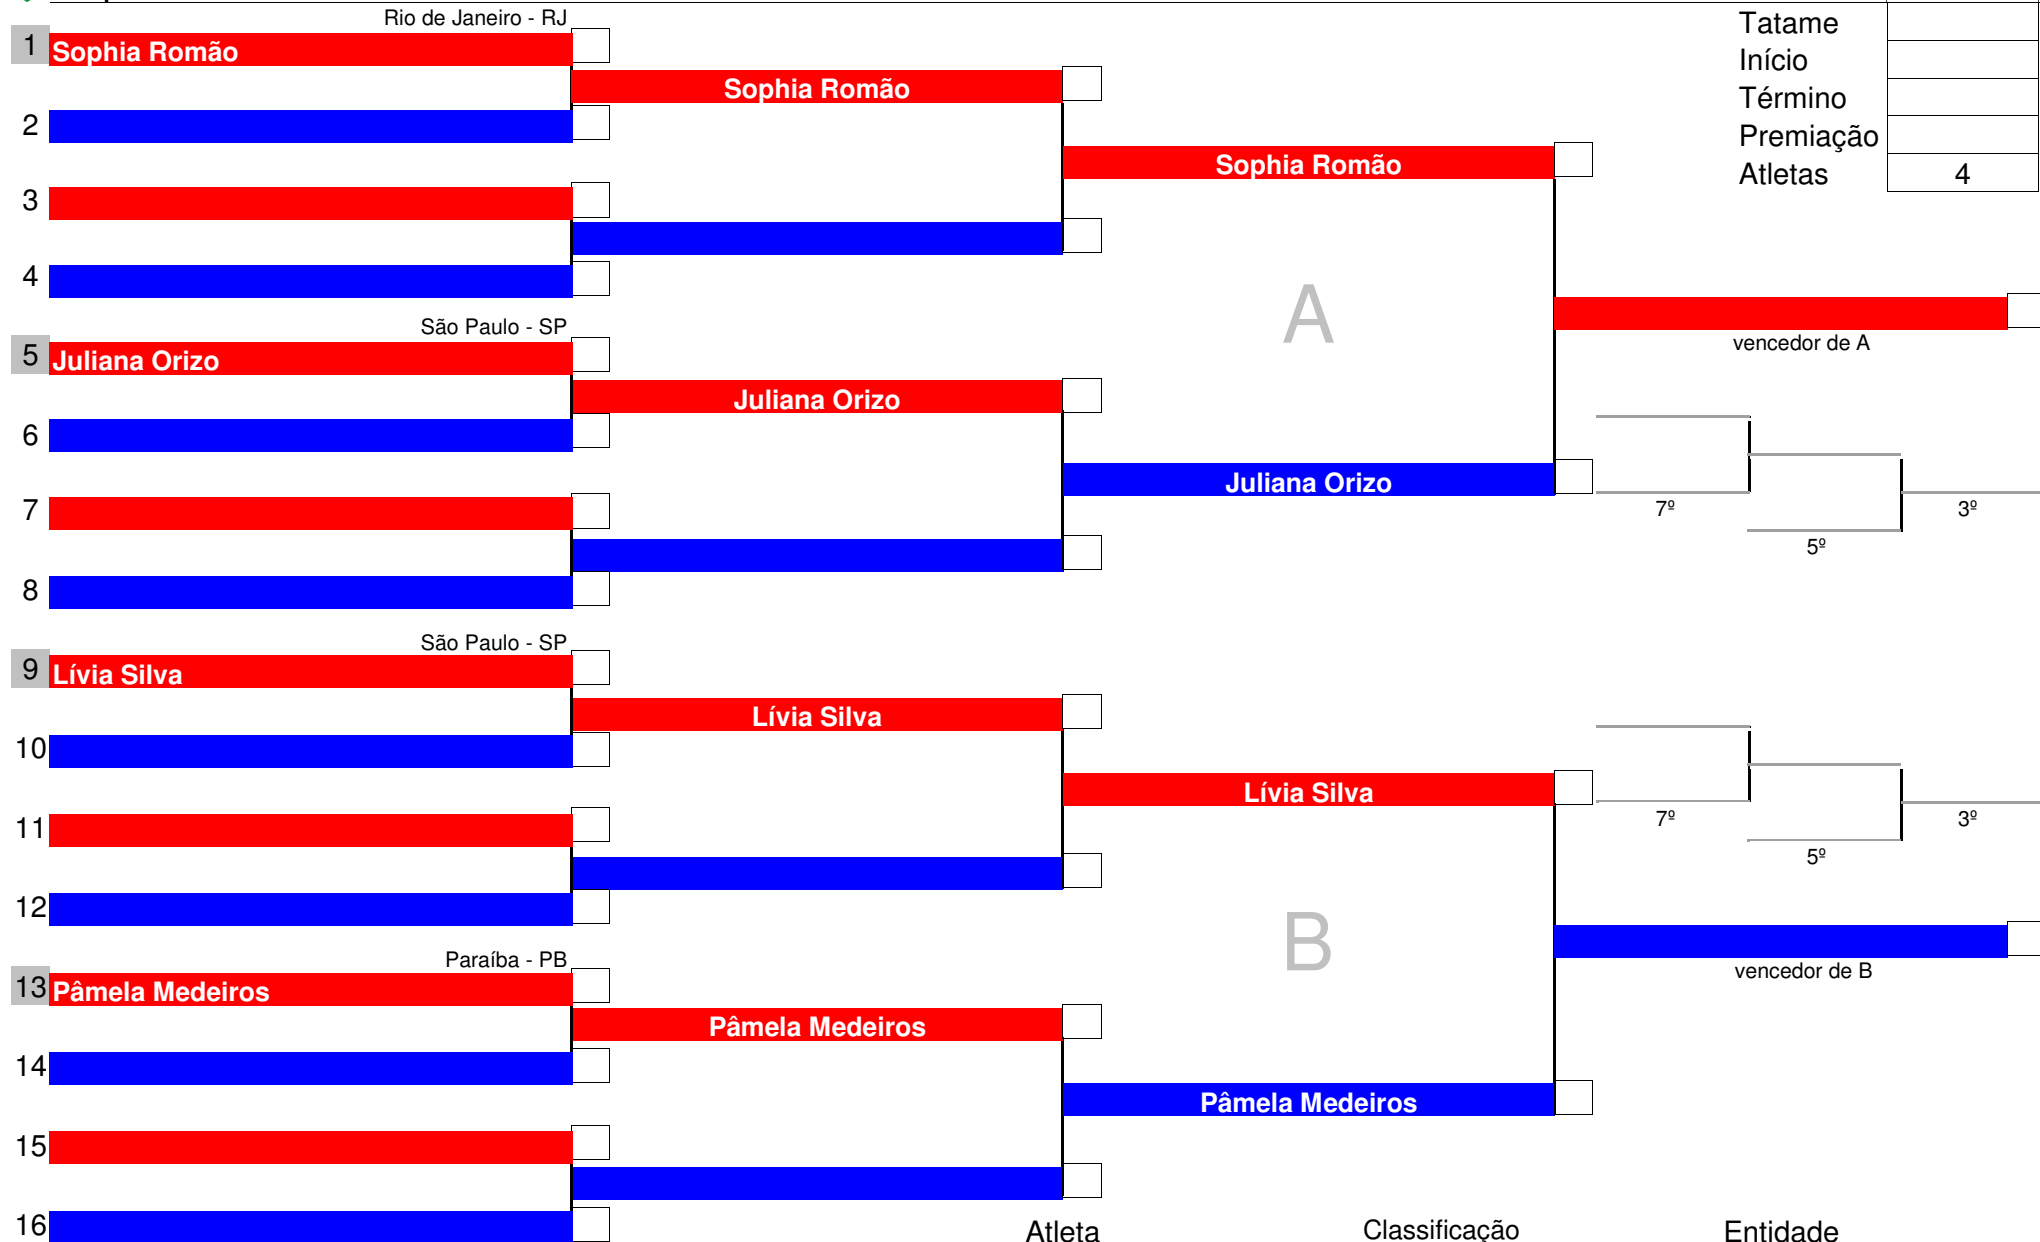 Rio de Janeiro - RJ
Tatame
1 Sophia Romão
Início
Sophia Romão
Término
2
Premiação
Sophia Romão
Atletas 4
3
4
A
São Paulo - SP
vencedor de A
5 Juliana Orizo
Juliana Orizo
6
Juliana Orizo
7
7º 3º
5º
8
São Paulo - SP
9 Lívia Silva
Lívia Silva
10
Lívia Silva
11
7º 3º
5º
12
B
Paraíba - PB
vencedor de B
13 Pâmela Medeiros
Pâmela Medeiros
14
Pâmela Medeiros
15
16
Atleta Classificação Entidade